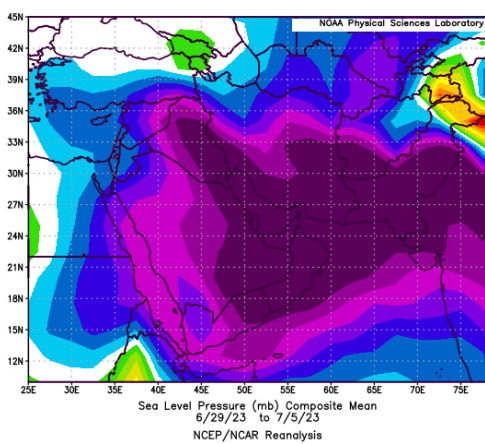 NOAA Physical Sciences Laboratory
45N
42N
39N
36N
33N
30N
27N
24N
21N
18N
15N
12N
25E 30E 35E 40E 45E 50E 55E 60E 65E 70E 75E
Sea Level Pressure (mb) Composite Mean
6/29/23 to 7/5/23
NCEP/NCAR Reanalysis